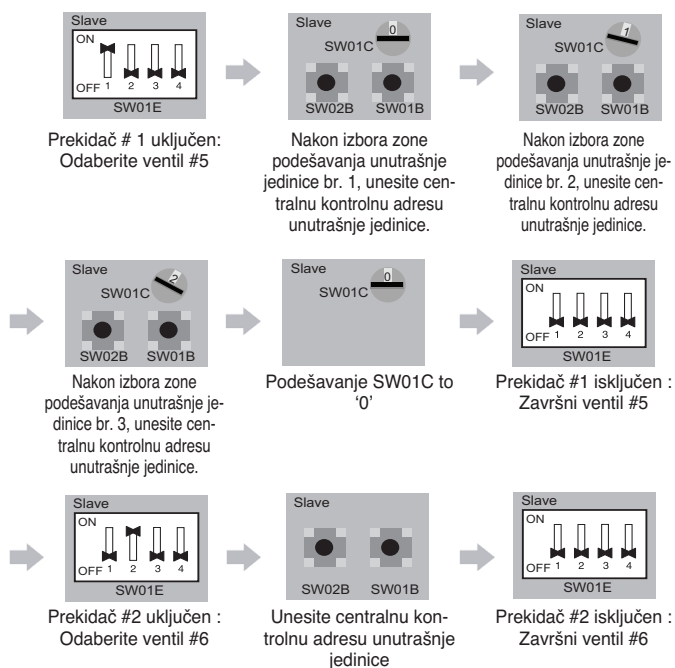 Slave
ON
OFF 1 2 3 4
SW01E
Prekidač # 1 uključen:
Odaberite ventil #5
Slave
0
SW01C
SW02B SW01B
Nakon izbora zone
podešavanja unutrašnje
jedinice br. 1, unesite cen-
tralnu kontrolnu adresu
unutrašnje jedinice.
Slave
1
SW01C
SW02B SW01B
Nakon izbora zone
podešavanja unutrašnje je-
dinice br. 2, unesite cen-
tralnu kontrolnu adresu
unutrašnje jedinice.
Slave
2
SW01C
SW02B SW01B
Nakon izbora zone
podešavanja unutrašnje je-
dinice br. 3, unesite cen-
tralnu kontrolnu adresu
unutrašnje jedinice.
Slave
0
SW01C
Podešavanje SW01C to
‘0’
Slave
ON
OFF 1 2 3 4
SW01E
Prekidač #1 isključen :
Završni ventil #5
Slave
ON
OFF 1 2 3 4
SW01E
Prekidač #2 uključen :
Odaberite ventil #6
Slave
SW02B SW01B
Unesite centralnu kon-
trolnu adresu unutrašnje
jedinice
Slave
ON
OFF 1 2 3 4
SW01E
Prekidač #2 isključen :
Završni ventil #6